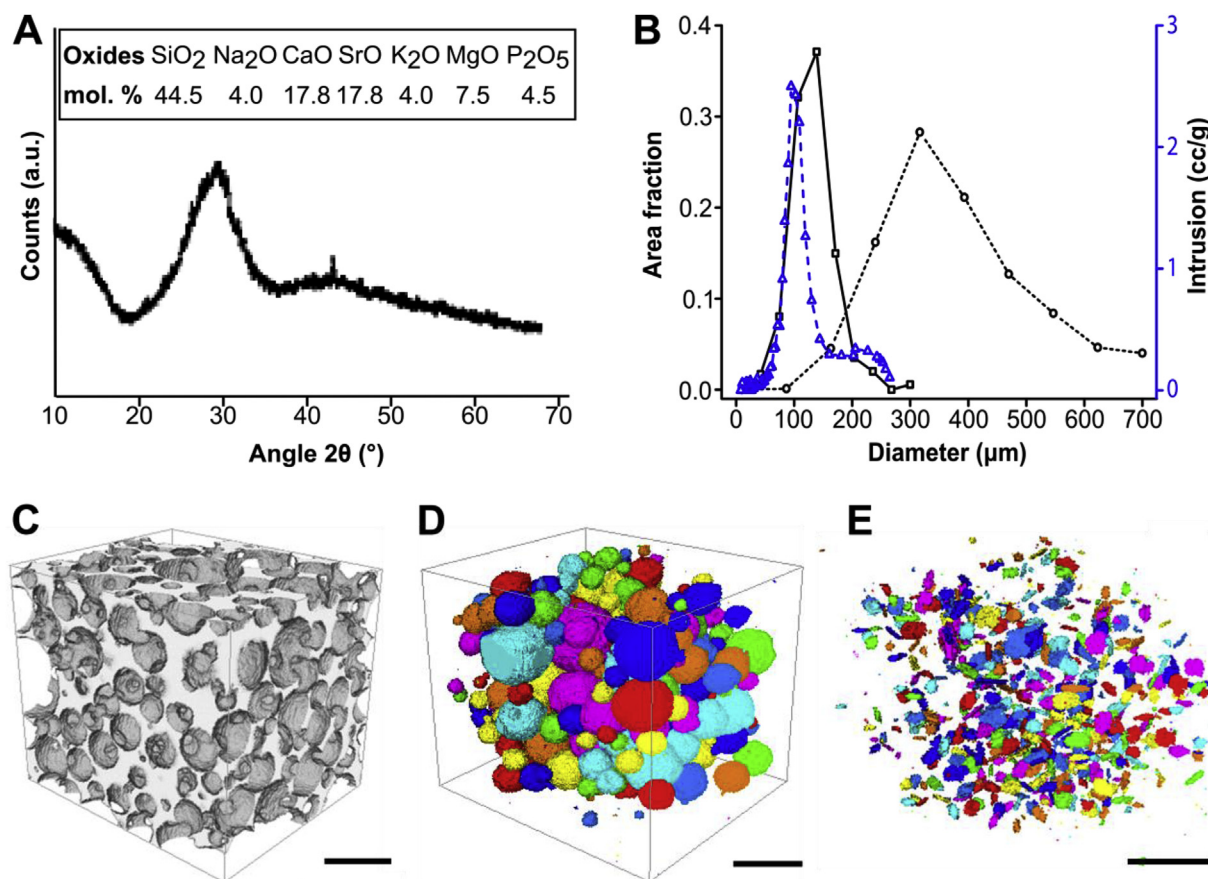 A
Oxides SiO₂ Na₂O CaO SrO K₂O MgO P₂O₅
mol. % 44.5 4.0 17.8 17.8 4.0 7.5 4.5
Counts (a.u.)
10 20 30 40 50 60 70
Angle 2θ (°)
B
Area fraction
0.4
0.3
0.2
0.1
0.0
0 100 200 300 400 500 600 700
Diameter (µm)
3
2
1
0
Intrusion (cc/g)
C
D
E